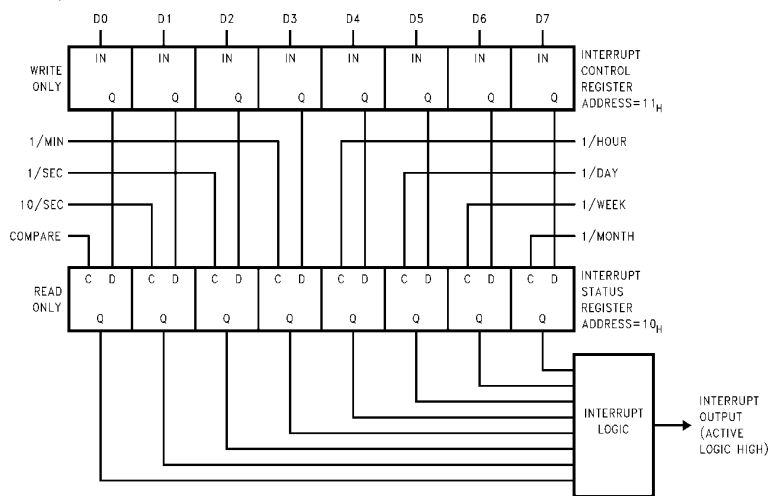 D0 D1 D2 D3 D4 D5 D6 D7
IN IN IN IN IN IN IN IN
WRITE
ONLY
Q Q Q Q Q Q Q Q
INTERRUPT
CONTROL
REGISTER
ADDRESS=11H
1/MIN
1/SEC
10/SEC
COMPARE
1/HOUR
1/DAY
1/WEEK
1/MONTH
C D C D C D C D C D C D C D C D
READ
ONLY
Q Q Q Q Q Q Q Q
INTERRUPT
STATUS
REGISTER
ADDRESS=10H
INTERRUPT
LOGIC
INTERRUPT
OUTPUT
(ACTIVE
LOGIC HIGH)